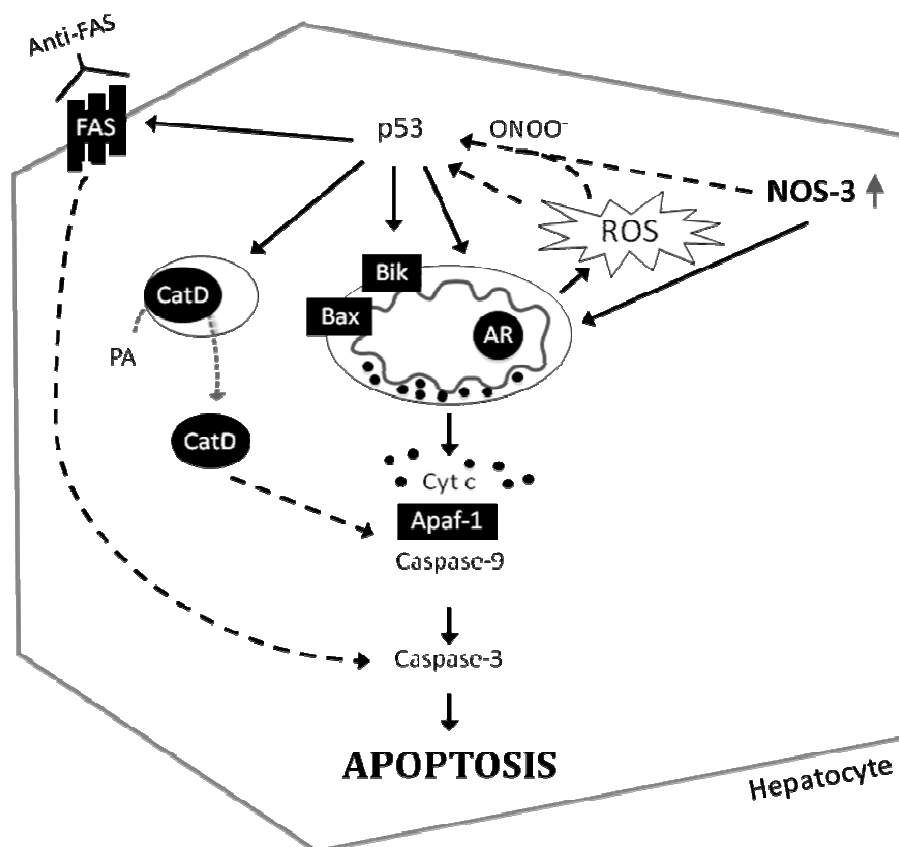 Anti-FAS
FAS
p53
ONOO⁻
NOS-3
ROS
Bik
CatD
Bax
AR
PA
CatD
Cyt c
Apaf-1
Caspase-9
Caspase-3
APOPTOSIS
Hepatocyte